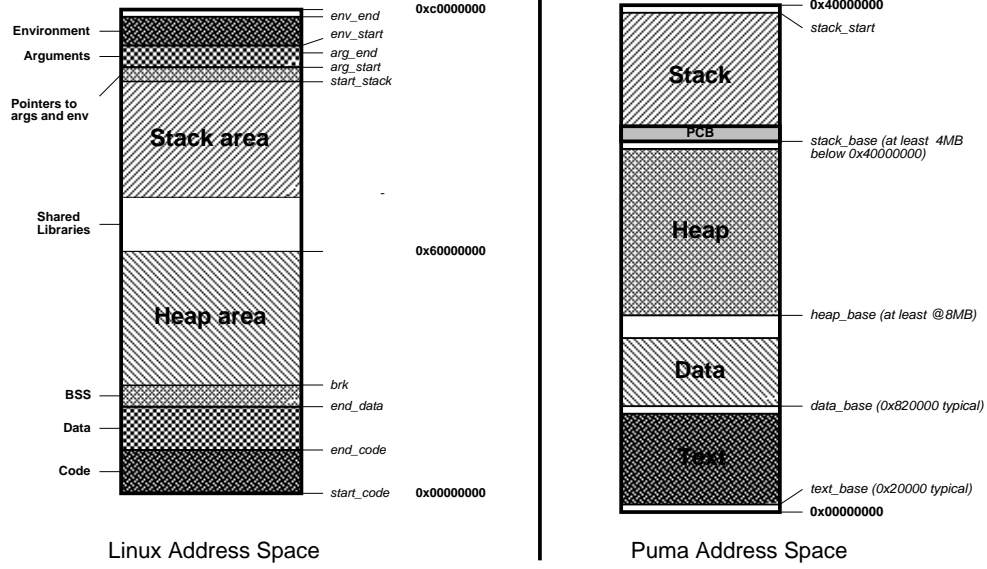 0xc0000000
env_end
Environment
env_start
Arguments
arg_end
arg_start
start_stack
Pointers to
args and env
Stack area
-
Shared
Libraries
0x60000000
Heap area
brk
BSS
end_data
Data
end_code
Code
start_code
0x00000000
Linux Address Space
0x40000000
stack_start
Stack
PCB
stack_base (at least 4MB
below 0x40000000)
Heap
heap_base (at least @8MB)
Data
data_base (0x820000 typical)
Text
text_base (0x20000 typical)
0x00000000
Puma Address Space